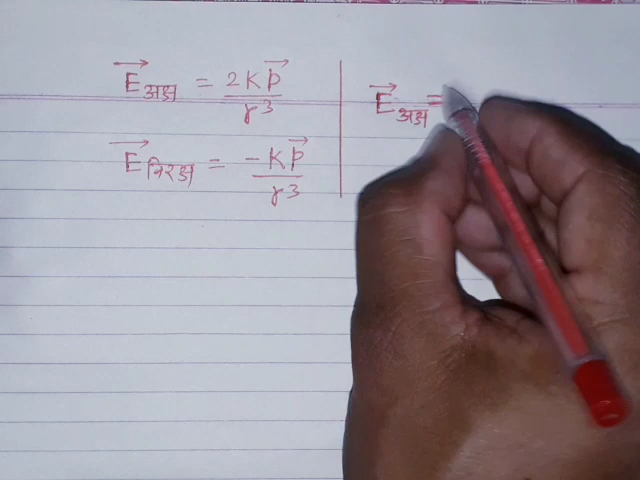 E⃗अक्ष = 2Kp⃗/r³
E⃗निरक्ष = -Kp⃗/r³
E⃗अक्ष =